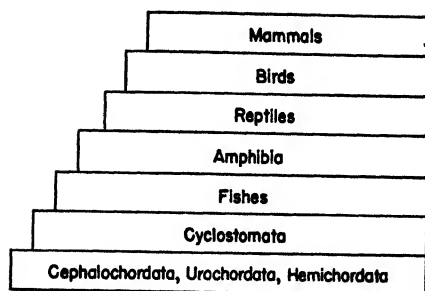 Mammals
Birds
Reptiles
Amphibia
Fishes
Cyclostomata
Cephalochordata, Urochordata, Hemichordata